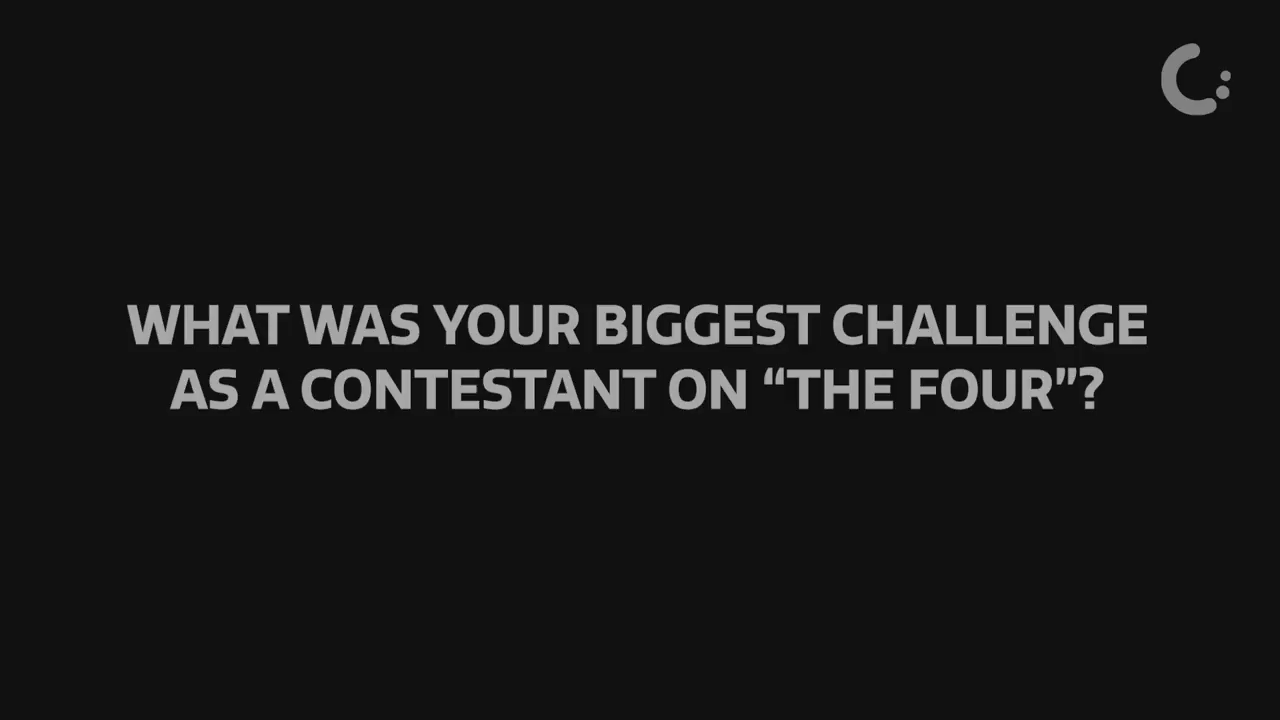 WHAT WAS YOUR BIGGEST CHALLENGE
AS A CONTESTANT ON “THE FOUR”?